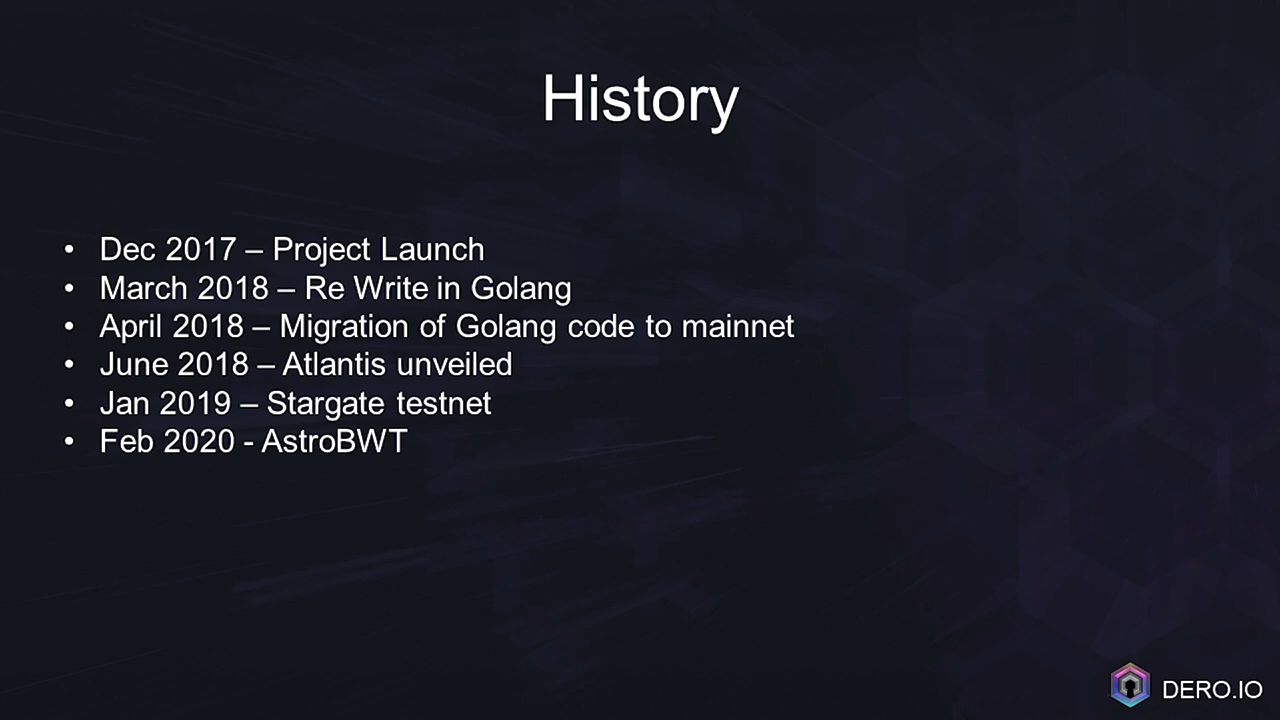 History
• Dec 2017 – Project Launch
• March 2018 – Re Write in Golang
• April 2018 – Migration of Golang code to mainnet
• June 2018 – Atlantis unveiled
• Jan 2019 – Stargate testnet
• Feb 2020 - AstroBWT
DERO.IO